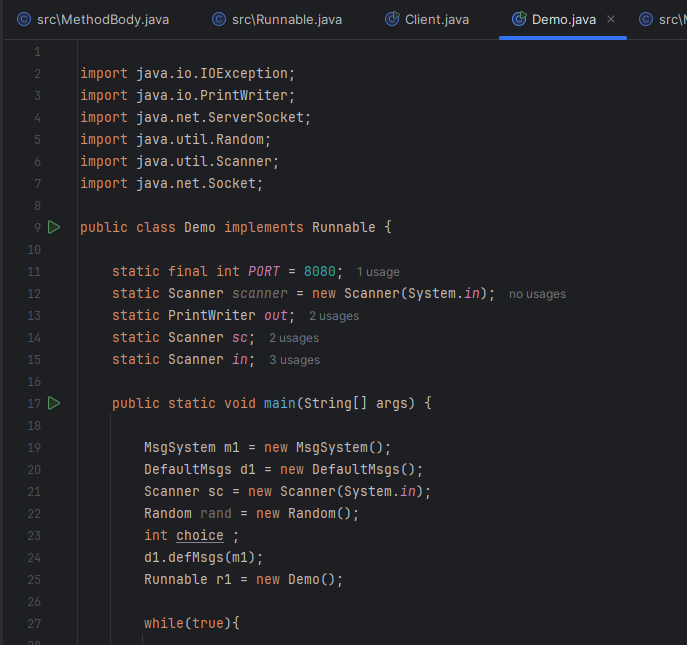 src\MethodBody.java src\Runnable.java Client.java Demo.java × src\
1
2 import java.io.IOException;
3 import java.io.PrintWriter;
4 import java.net.ServerSocket;
5 import java.util.Random;
6 import java.util.Scanner;
7 import java.net.Socket;
8
9 public class Demo implements Runnable {
10
11 static final int PORT = 8080; 1 usage
12 static Scanner scanner = new Scanner(System.in); no usages
13 static PrintWriter out; 2 usages
14 static Scanner sc; 2 usages
15 static Scanner in; 3 usages
16
17 public static void main(String[] args) {
18
19 MsgSystem m1 = new MsgSystem();
20 DefaultMsgs d1 = new DefaultMsgs();
21 Scanner sc = new Scanner(System.in);
22 Random rand = new Random();
23 int choice ;
24 d1.defMsgs(m1);
25 Runnable r1 = new Demo();
26
27 while(true){